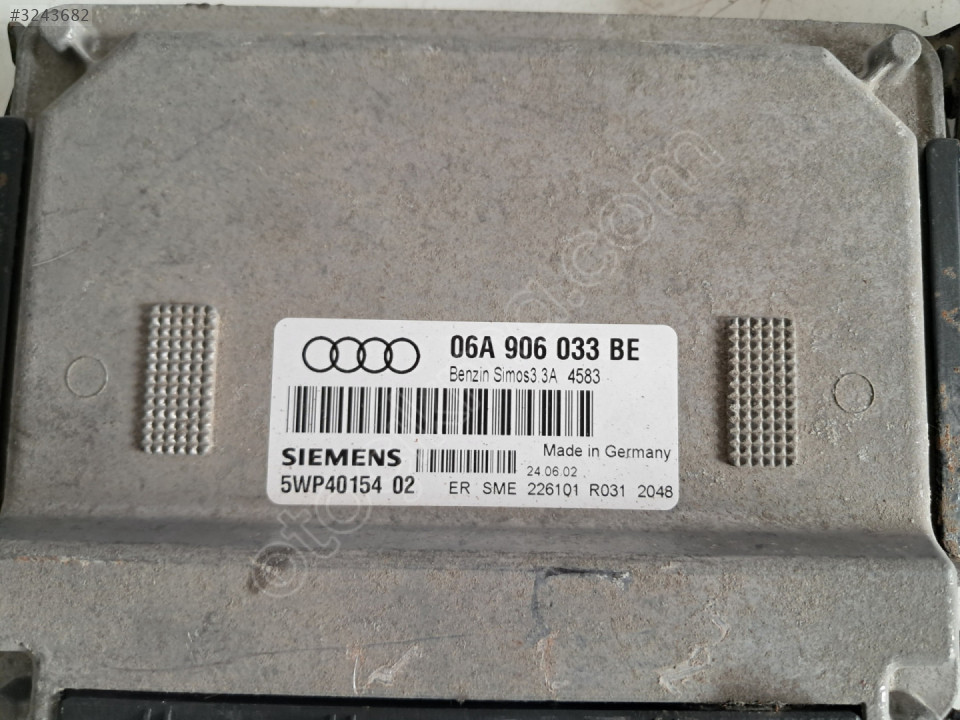 #3243682
06A 906 033 BE
Benzin Simos3.3A 4583
SIEMENS
Made in Germany
24.06.02
5WP40154 02
ER SME 226101 R031 2048